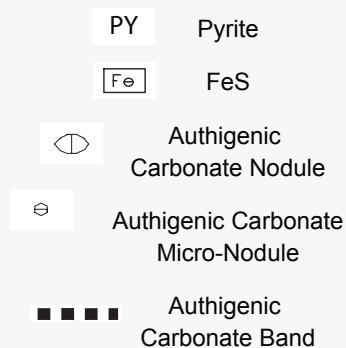 PY Pyrite
Fe FeS
Authigenic
Carbonate Nodule
Authigenic Carbonate
Micro-Nodule
Authigenic
Carbonate Band